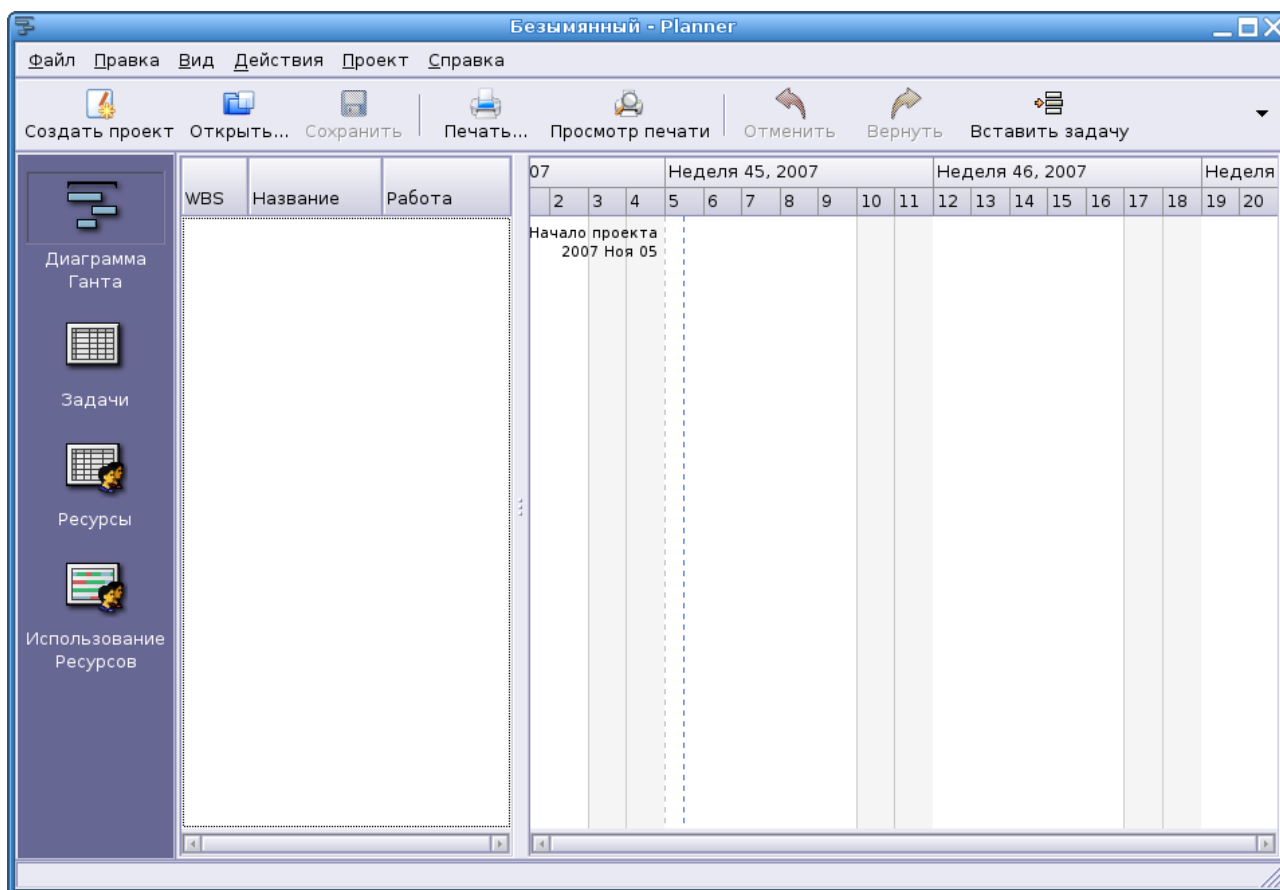 Безымянный - Planner
Файл Правка Вид Действия Проект Справка
Создать проект Открыть... Сохранить Печать... Просмотр печати Отменить Вернуть Вставить задачу
Диаграмма
Ганта
Задачи
Ресурсы
Использование
Ресурсов
WBS Название Работа
07 Неделя 45, 2007 Неделя 46, 2007 Неделя
2 3 4 5 6 7 8 9 10 11 12 13 14 15 16 17 18 19 20
Начало проекта
2007 Ноя 05